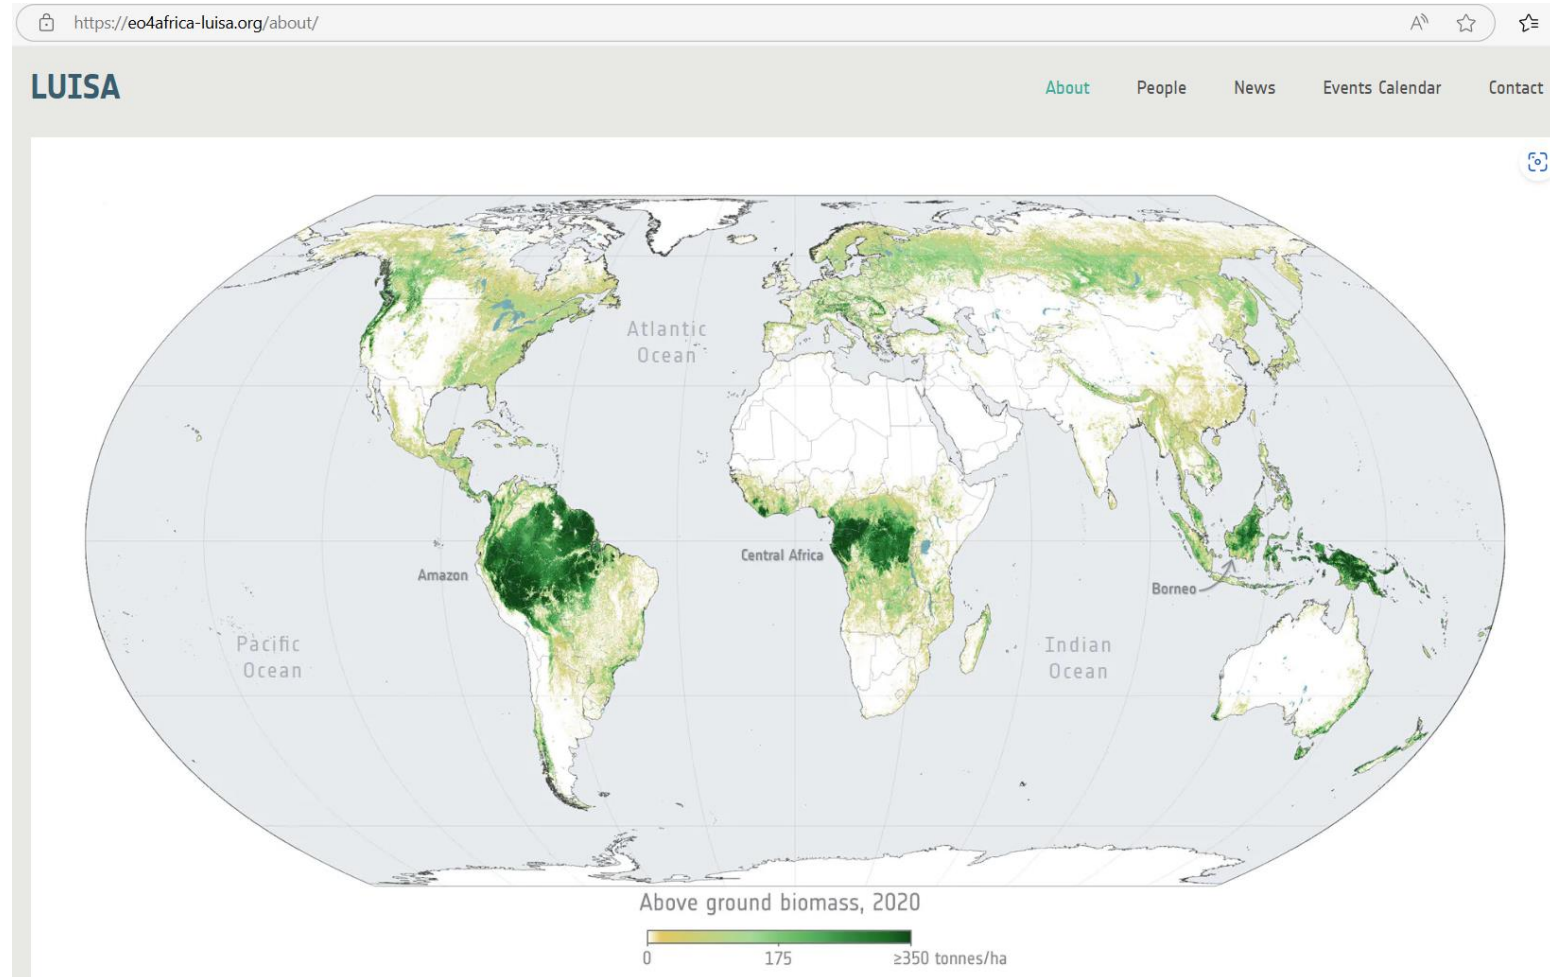 https://eo4africa-luisa.org/about/
LUISA
About People News Events Calendar Contact
Atlantic
Ocean
Central Africa
Amazon
Borneo
Pacific
Ocean
Indian
Ocean
Above ground biomass, 2020
0 175 ≥350 tonnes/ha